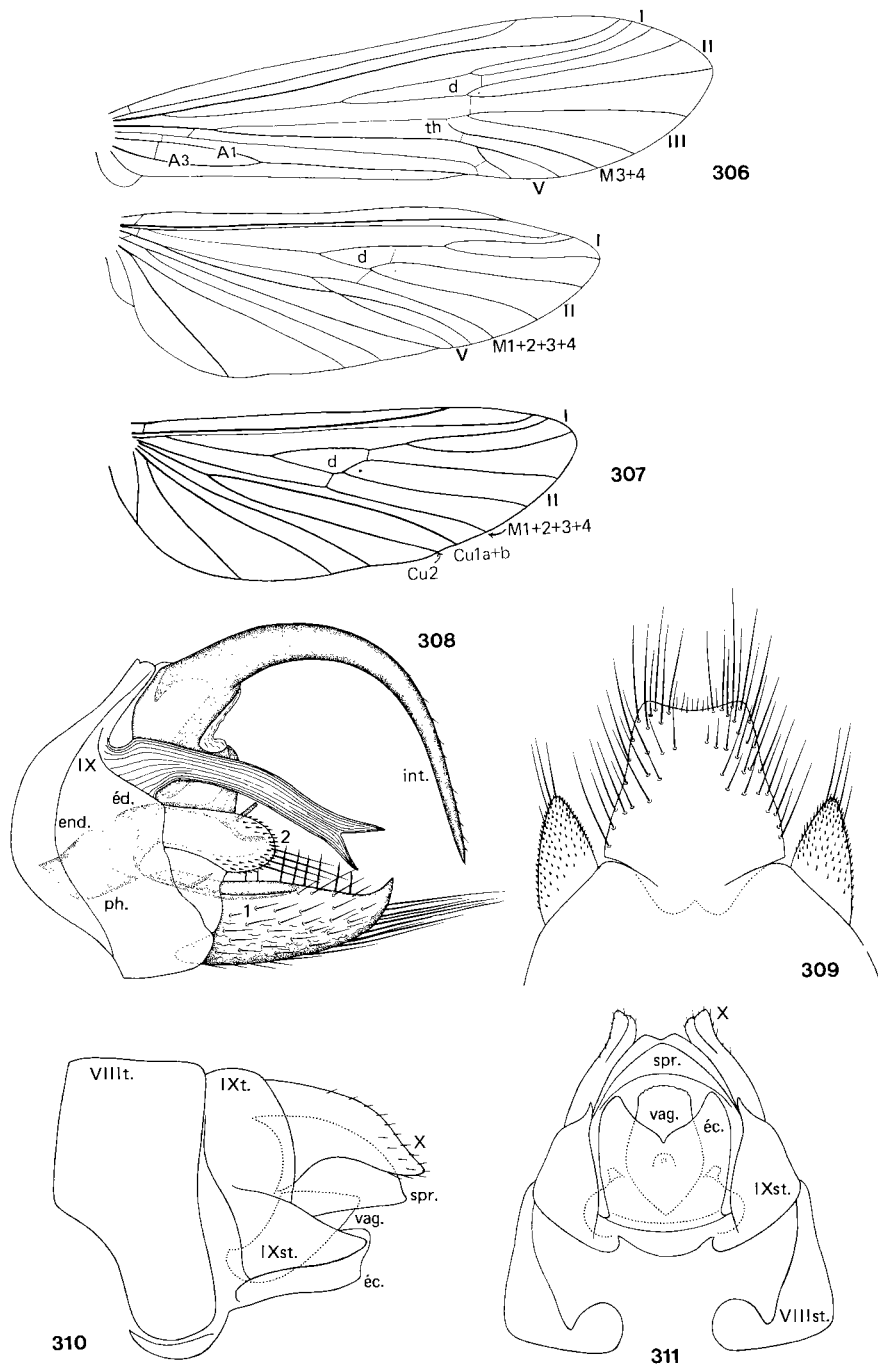 I
II
d
th
III
A3
A1
M3+4
V
306
I
d
II
M1+2+3+4
V
I
d
307
II
M1+2+3+4
Cu1a+b
Cu2
308
IX
int.
éd.
end.
2
ph.
1
309
VIIIt.
IXt.
X
spr.
vag.
IXst.
éc.
310
X
spr.
vag.
éc.
IXst.
VIIIst.
311